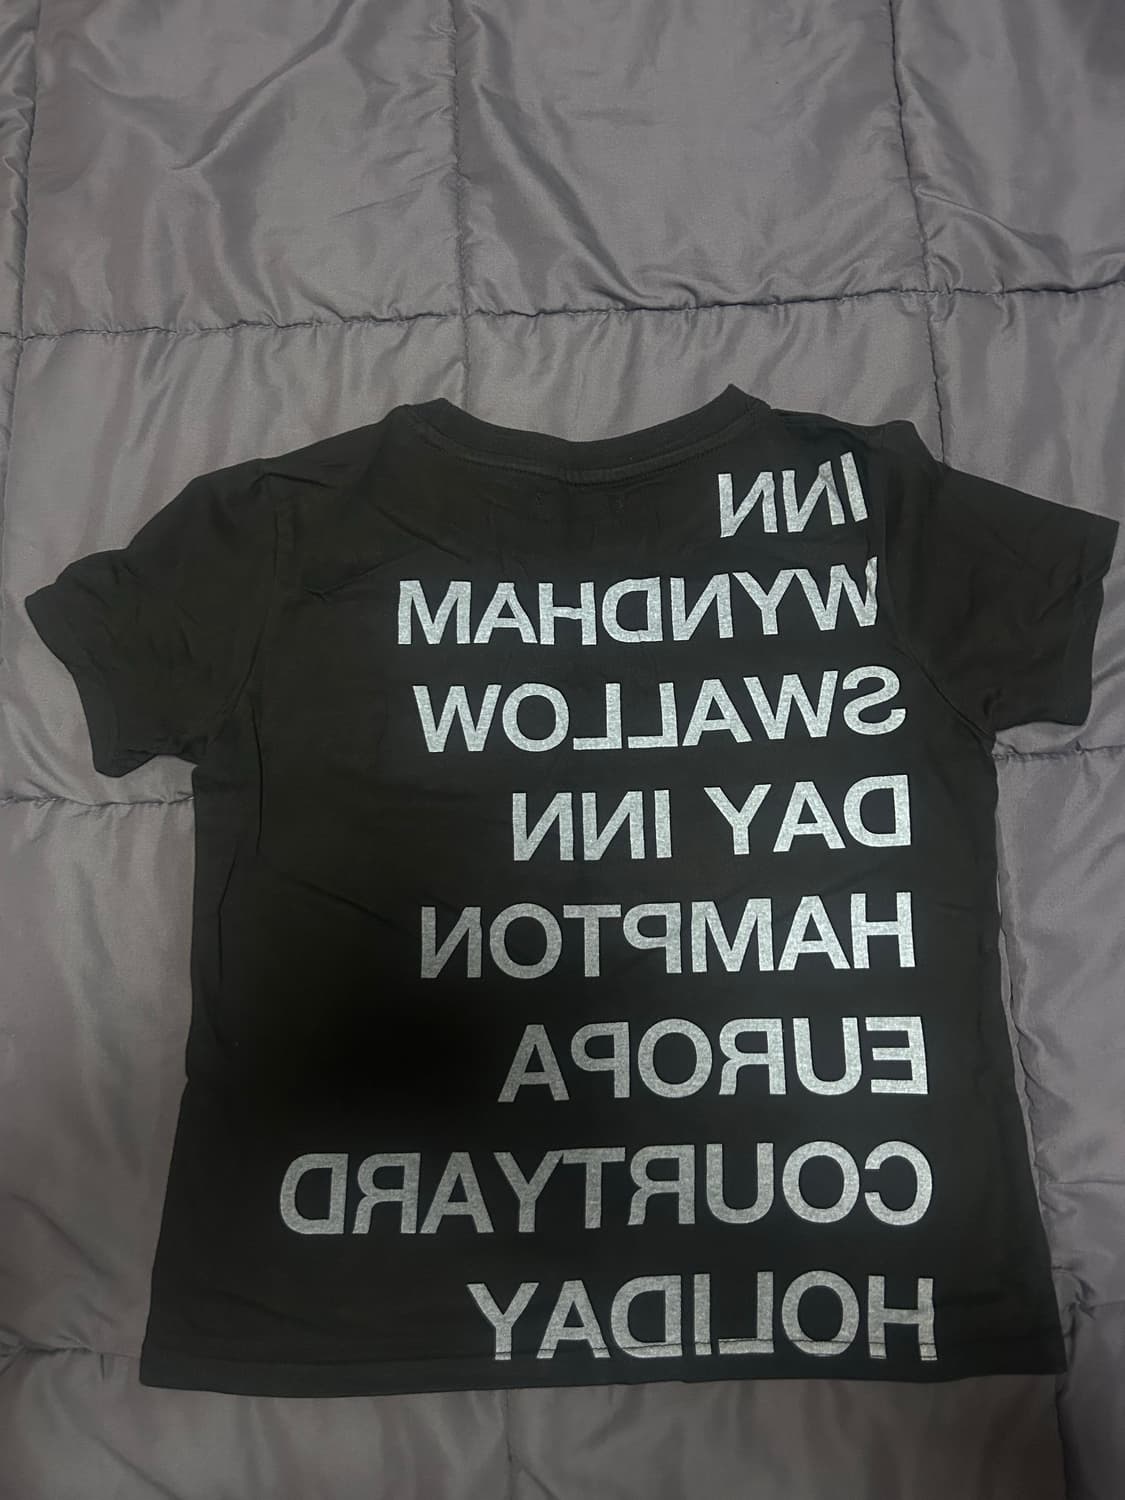 INN
WYNDHAM
SWALLOW
DAY INN
HAMPTON
EUROPA
COURTYARD
HOLIDAY